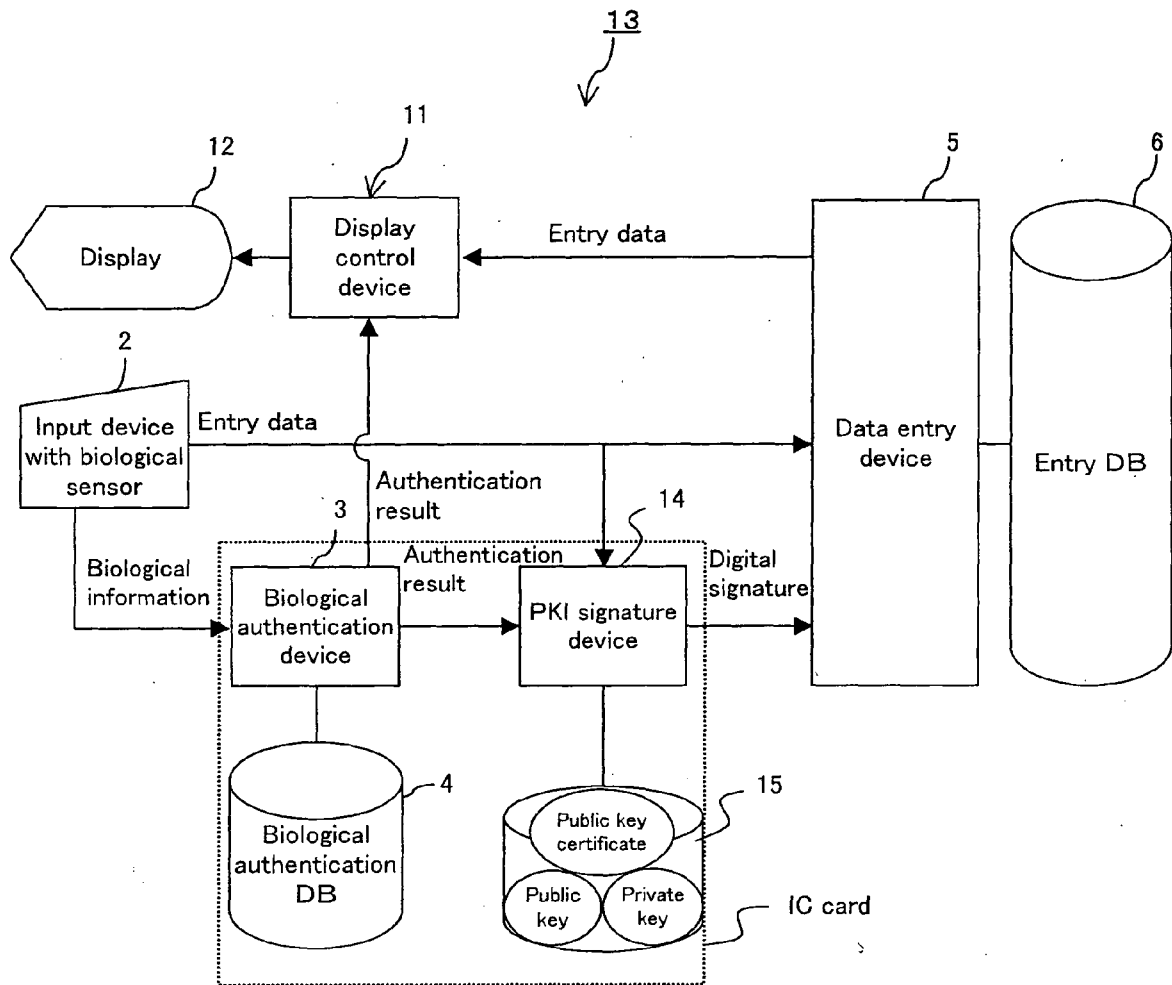 13
11
12
5
6
Display
Display
control
device
Entry data
2
Input device
with biological
sensor
Entry data
Data entry
device
Entry DB
Authentication
result
3
14
Biological
information
Authentication
result
Digital
signature
Biological
authentication
device
PKI signature
device
4
Biological
authentication
DB
15
Public key
certificate
Public
key
Private
key
IC card